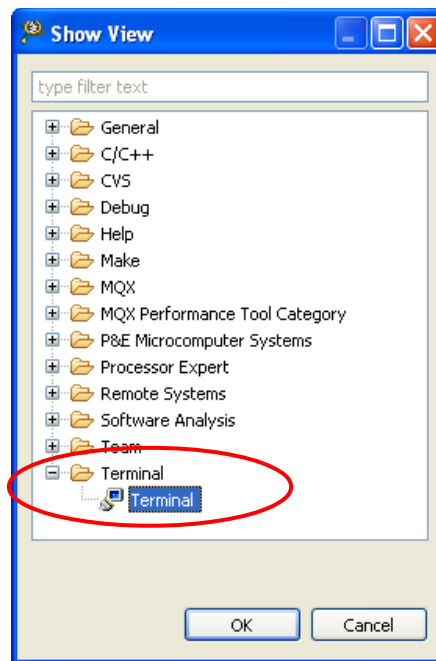 Show View
type filter text
General
C/C++
CVS
Debug
Help
Make
MQX
MQX Performance Tool Category
P&E Microcomputer Systems
Processor Expert
Remote Systems
Software Analysis
Team
Terminal
Terminal
OK Cancel